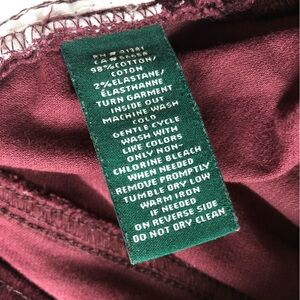 RN # 41381
98% COTTON/
COTON
2% ELASTANE/
ÉLASTHANNE
TURN GARMENT
INSIDE OUT
MACHINE WASH
COLD
GENTLE CYCLE
WASH WITH
LIKE COLORS
ONLY NON-
CHLORINE BLEACH
WHEN NEEDED
REMOVE PROMPTLY
TUMBLE DRY LOW
WARM IRON
IF NEEDED
ON REVERSE SIDE
DO NOT DRY CLEAN